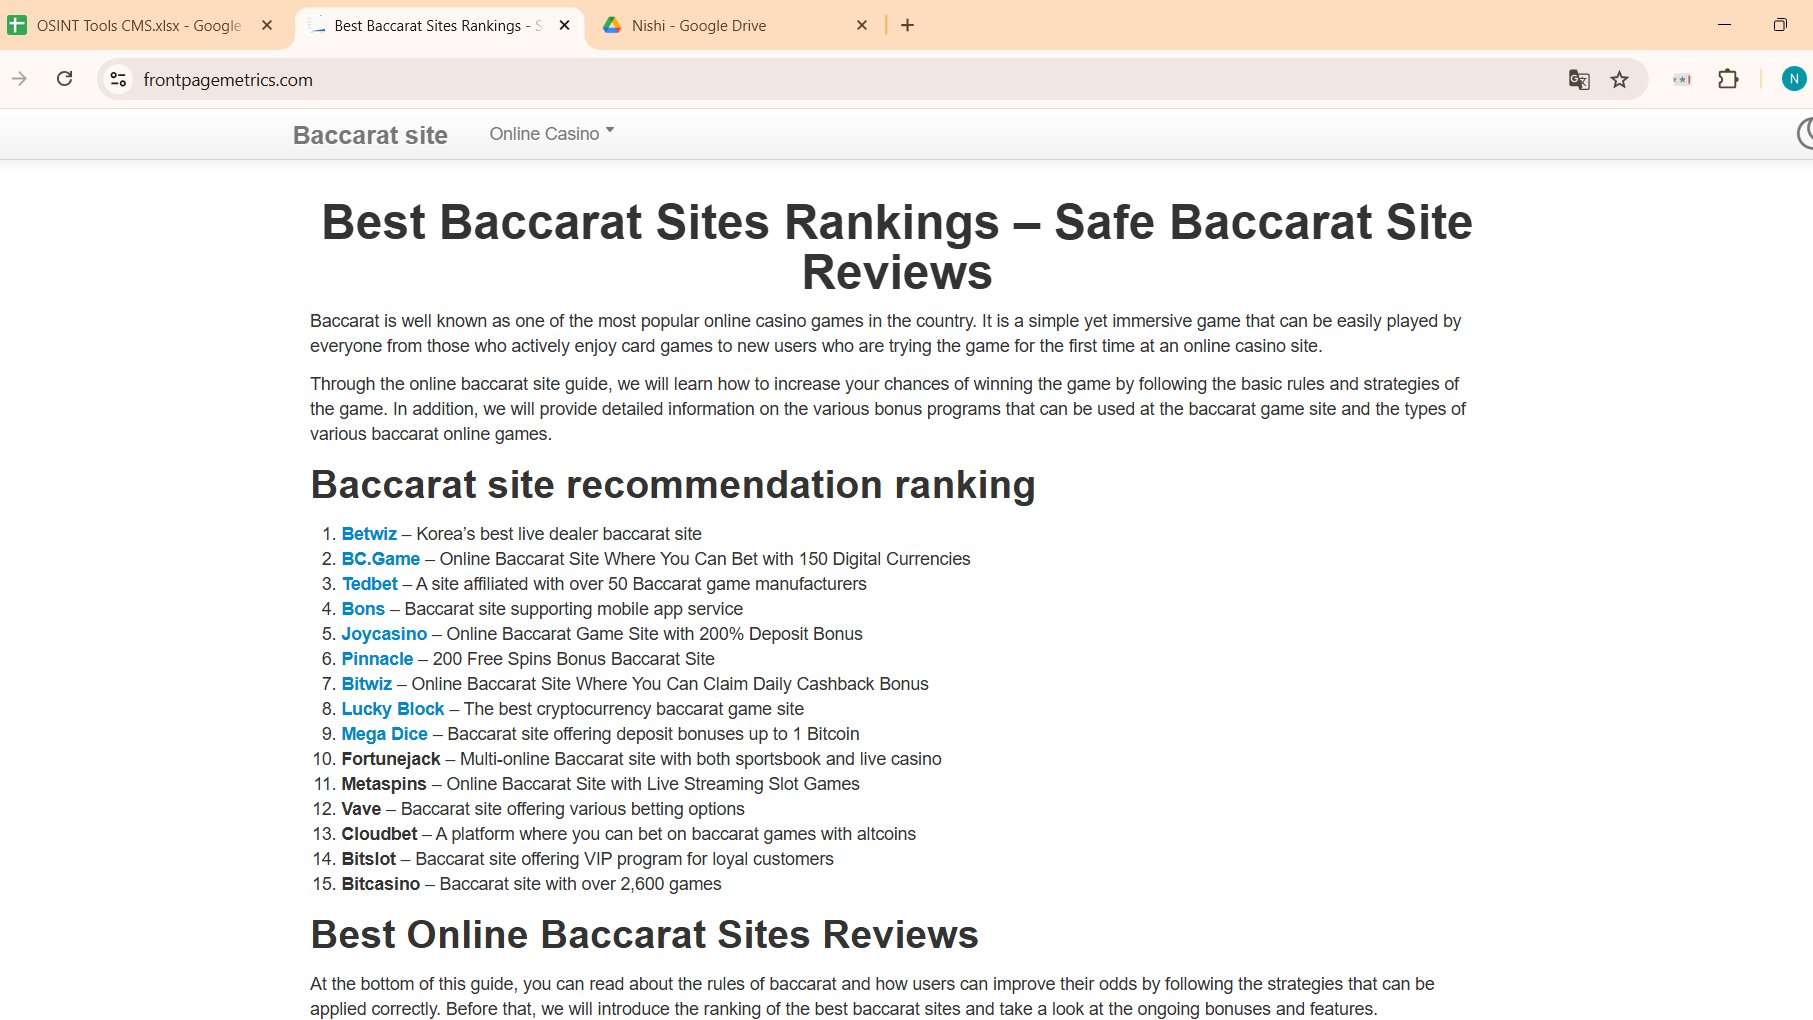 OSINT Tools CMS.xlsx - Google
Best Baccarat Sites Rankings - S
Nishi - Google Drive
frontpagemetrics.com
N
Baccarat site
Online Casino
Best Baccarat Sites Rankings – Safe Baccarat Site
Reviews
Baccarat is well known as one of the most popular online casino games in the country. It is a simple yet immersive game that can be easily played by
everyone from those who actively enjoy card games to new users who are trying the game for the first time at an online casino site.
Through the online baccarat site guide, we will learn how to increase your chances of winning the game by following the basic rules and strategies of
the game. In addition, we will provide detailed information on the various bonus programs that can be used at the baccarat game site and the types of
various baccarat online games.
Baccarat site recommendation ranking
1. Betwiz – Korea’s best live dealer baccarat site
2. BC.Game – Online Baccarat Site Where You Can Bet with 150 Digital Currencies
3. Tedbet – A site affiliated with over 50 Baccarat game manufacturers
4. Bons – Baccarat site supporting mobile app service
5. Joycasino – Online Baccarat Game Site with 200% Deposit Bonus
6. Pinnacle – 200 Free Spins Bonus Baccarat Site
7. Bitwiz – Online Baccarat Site Where You Can Claim Daily Cashback Bonus
8. Lucky Block – The best cryptocurrency baccarat game site
9. Mega Dice – Baccarat site offering deposit bonuses up to 1 Bitcoin
10. Fortunejack – Multi-online Baccarat site with both sportsbook and live casino
11. Metaspins – Online Baccarat Site with Live Streaming Slot Games
12. Vave – Baccarat site offering various betting options
13. Cloudbet – A platform where you can bet on baccarat games with altcoins
14. Bitslot – Baccarat site offering VIP program for loyal customers
15. Bitcasino – Baccarat site with over 2,600 games
Best Online Baccarat Sites Reviews
At the bottom of this guide, you can read about the rules of baccarat and how users can improve their odds by following the strategies that can be
applied correctly. Before that, we will introduce the ranking of the best baccarat sites and take a look at the ongoing bonuses and features.